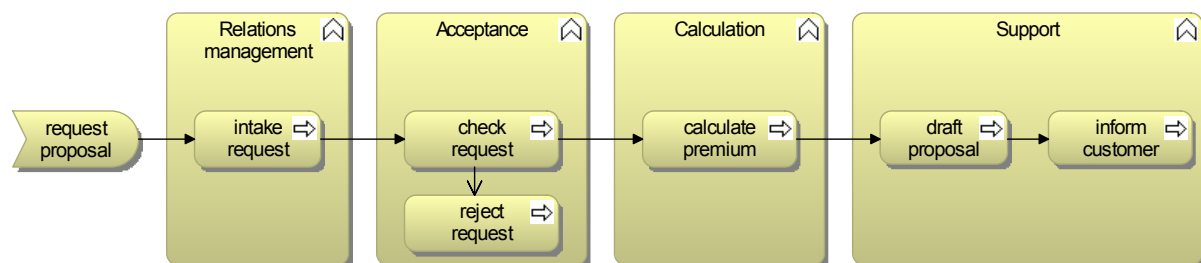 Relations
management
Acceptance
Calculation
Support
request
proposal
intake
request
check
request
calculate
premium
draft
proposal
inform
customer
reject
request